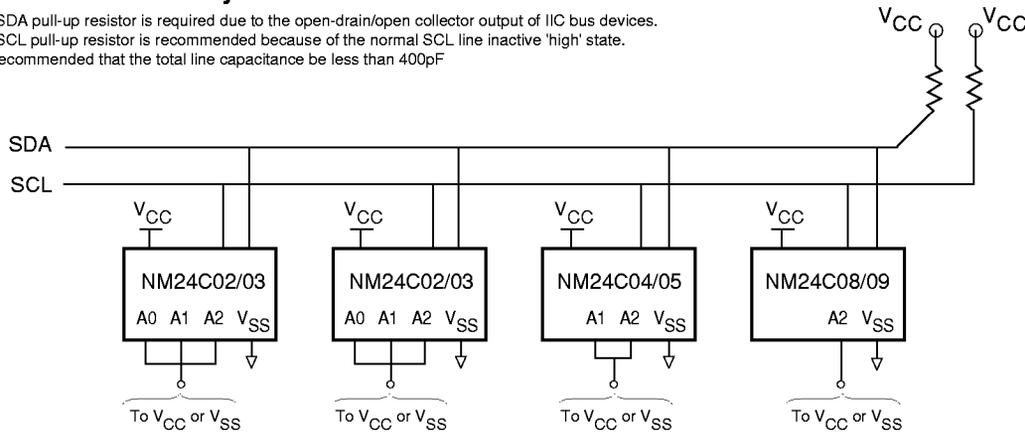 SDA pull-up resistor is required due to the open-drain/open collector output of IIC bus devices.
SCL pull-up resistor is recommended because of the normal SCL line inactive 'high' state.
ecommended that the total line capacitance be less than 400pF
VCC VCC
SDA
SCL
VCC VCC VCC VCC
NM24C02/03 NM24C02/03 NM24C04/05 NM24C08/09
A0 A1 A2 VSS A0 A1 A2 VSS A1 A2 VSS A2 VSS
To VCC or VSS To VCC or VSS To VCC or VSS To VCC or VSS